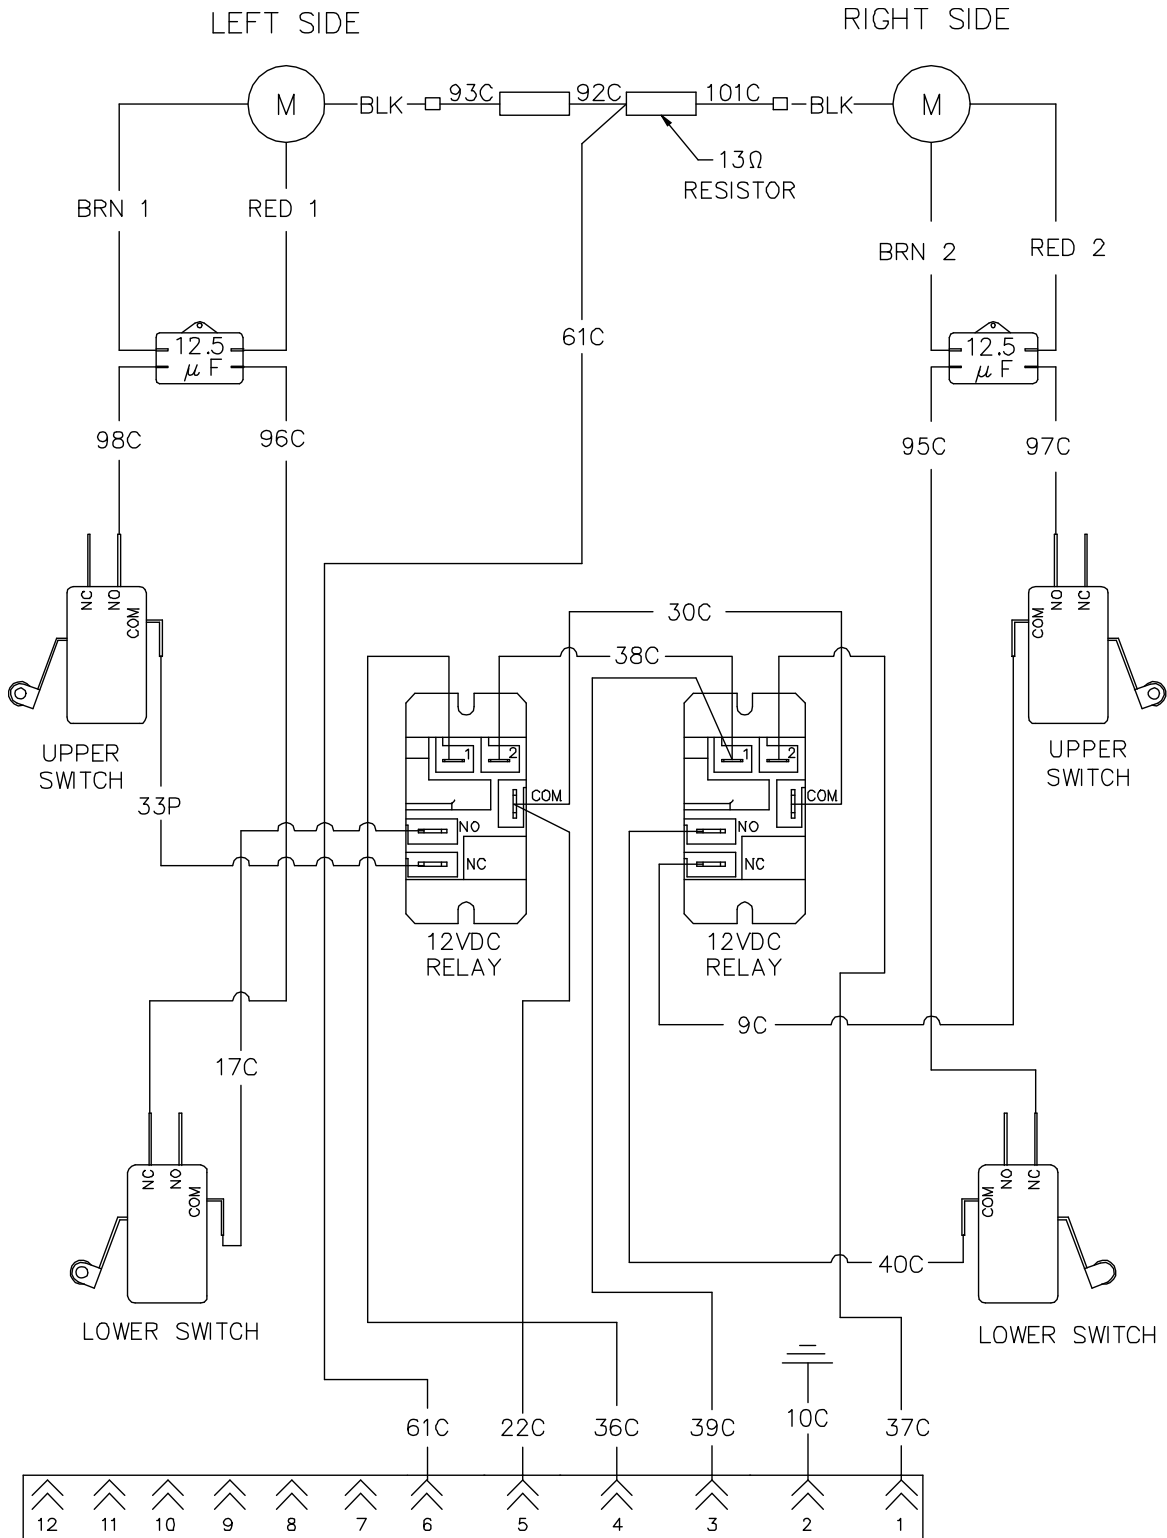 LEFT SIDE
RIGHT SIDE
M
BLK
93C
92C
101C
BLK
M
13Ω
RESISTOR
BRN 1
RED 1
BRN 2
RED 2
61C
12.5
μ F
12.5
μ F
98C
96C
95C
97C
NC
NO
COM
COM
NO
NC
30C
38C
UPPER
SWITCH
UPPER
SWITCH
1
2
COM
NO
NC
1
2
COM
NO
NC
33P
12VDC
RELAY
12VDC
RELAY
9C
17C
NC
NO
COM
COM
NO
NC
40C
LOWER SWITCH
LOWER SWITCH
61C
22C
36C
39C
10C
37C
12
11
10
9
8
7
6
5
4
3
2
1